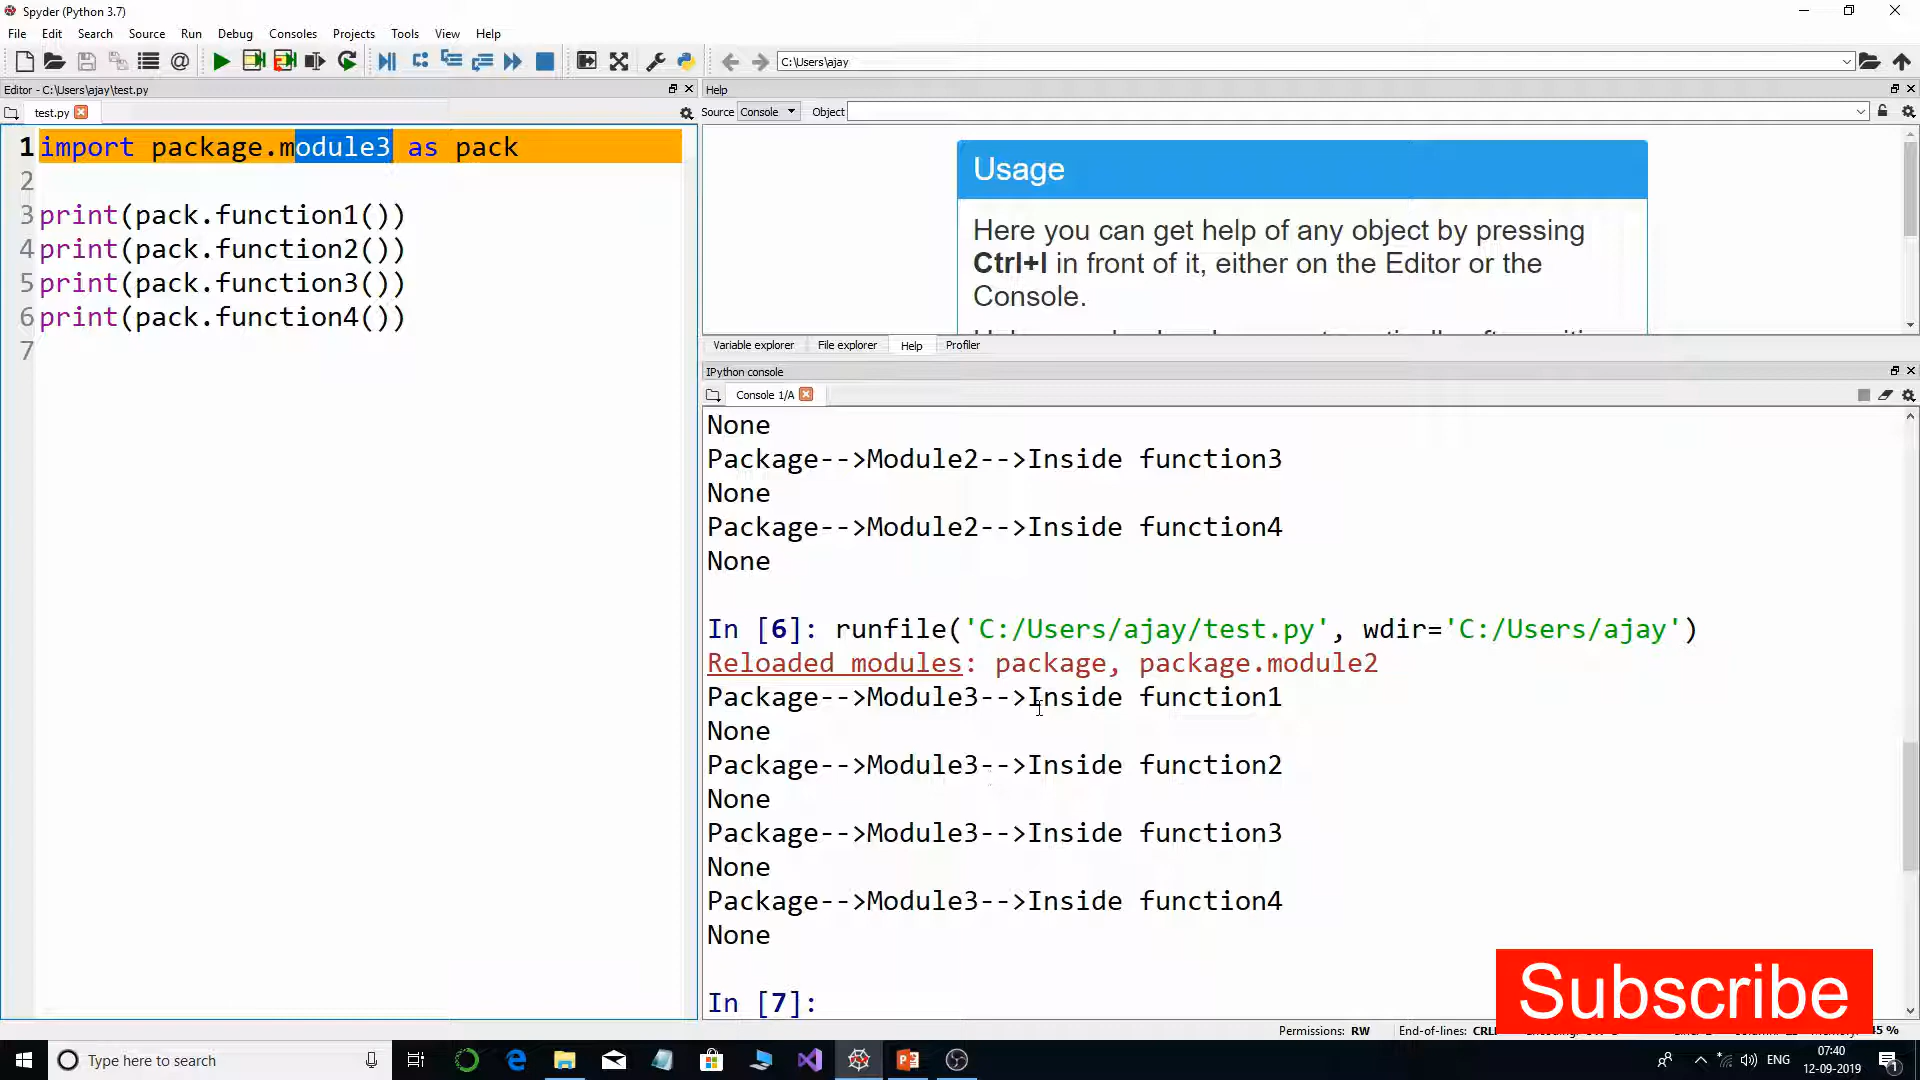 Spyder (Python 3.7)
File Edit Search Source Run Debug Consoles Projects Tools View Help
C:\Users\ajay
Editor - C:\Users\ajay\test.py
test.py
1 import package.module3 as pack
2
3 print(pack.function1())
4 print(pack.function2())
5 print(pack.function3())
6 print(pack.function4())
7
Help
Source Console Object
Usage
Here you can get help of any object by pressing
Ctrl+I in front of it, either on the Editor or the
Console.
Variable explorer File explorer Help Profiler
IPython console
Console 1/A
None
Package-->Module2-->Inside function3
None
Package-->Module2-->Inside function4
None
In [6]: runfile('C:/Users/ajay/test.py', wdir='C:/Users/ajay')
Reloaded modules: package, package.module2
Package-->Module3-->Inside function1
None
Package-->Module3-->Inside function2
None
Package-->Module3-->Inside function3
None
Package-->Module3-->Inside function4
None
In [7]:
Subscribe
Permissions: RW End-of-lines: 45 %
Type here to search
ENG
07:40
12-09-2019
1